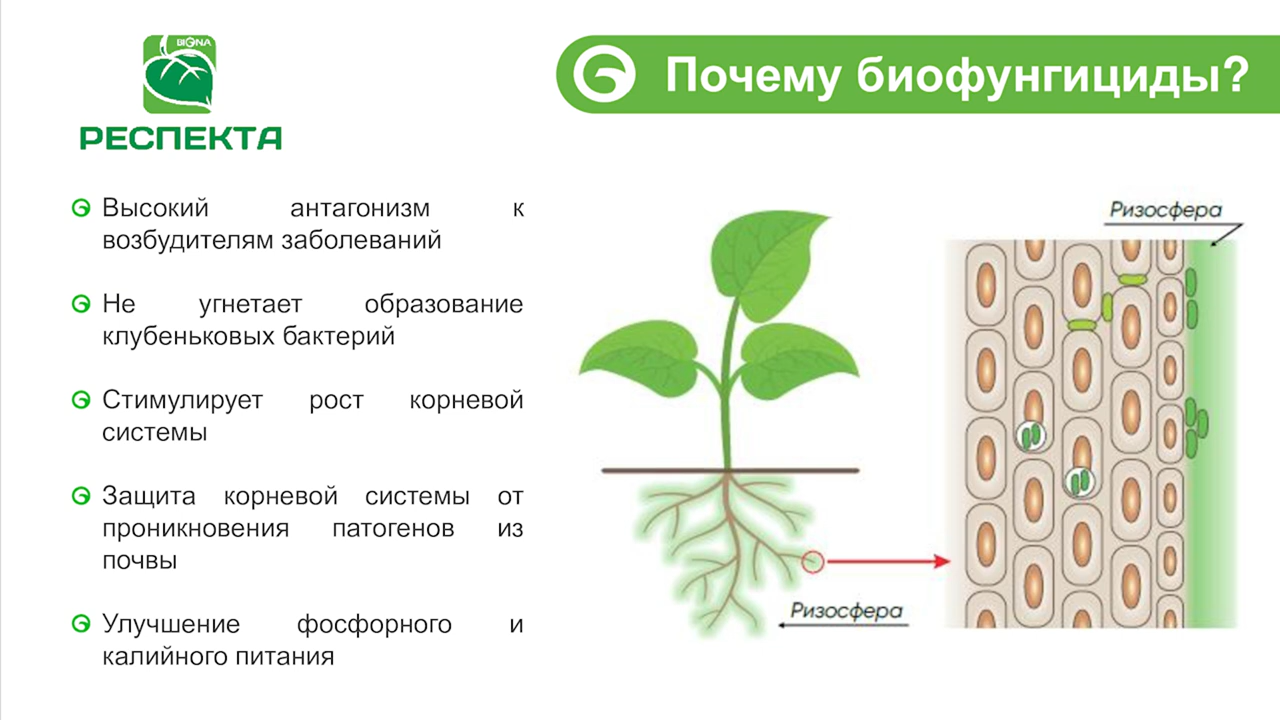 BIONA
РЕСПЕКТА
Почему биофунгициды?
Высокий антагонизм к
возбудителям заболеваний
Не угнетает образование
клубеньковых бактерий
Стимулирует рост корневой
системы
Защита корневой системы от
проникновения патогенов из
почвы
Улучшение фосфорного и
калийного питания
Ризосфера
Ризосфера